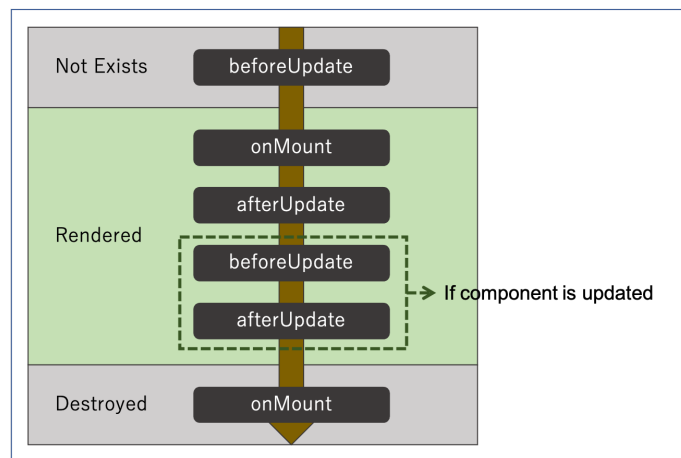 Not Exists
beforeUpdate
onMount
afterUpdate
Rendered
beforeUpdate
If component is updated
afterUpdate
Destroyed
onMount